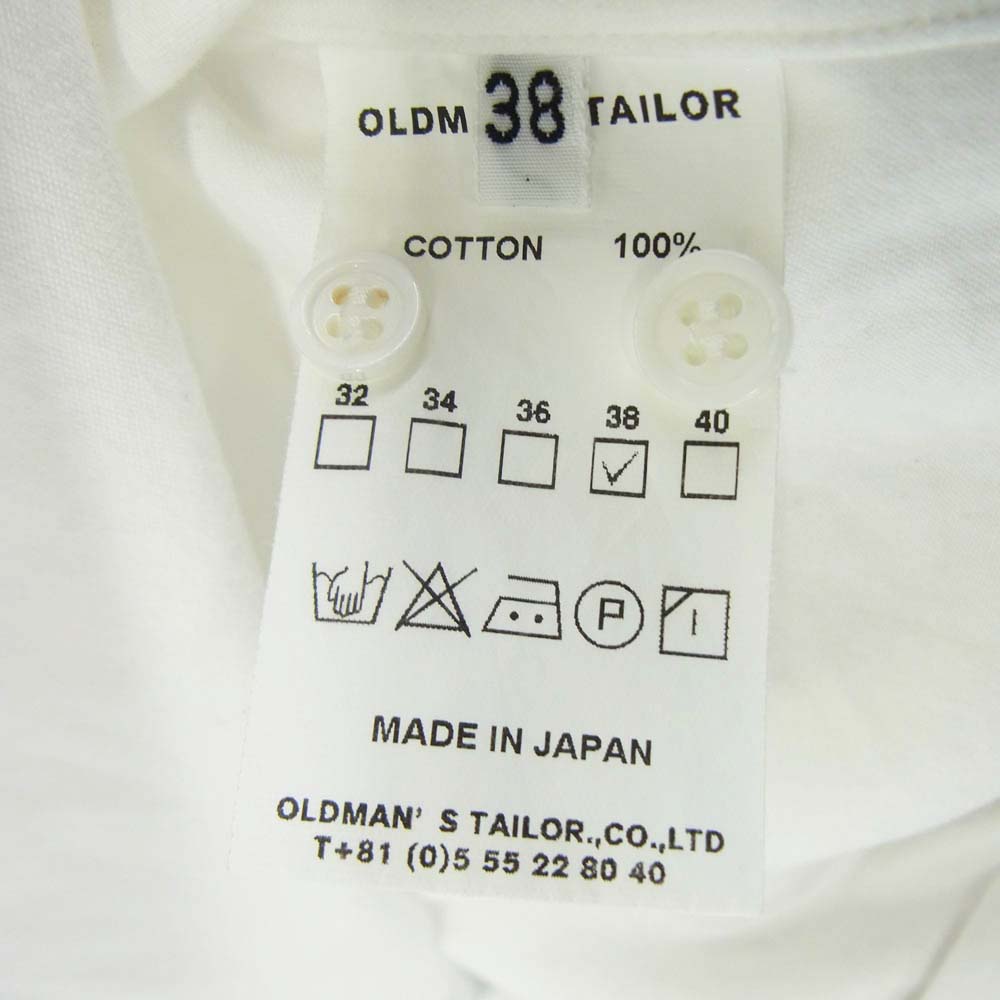 OLDM 38 TAILOR
COTTON 100%
32 34 36 38 40
P
MADE IN JAPAN
OLDMAN' S TAILOR.,CO.,LTD
T+81 (0)5 55 22 80 40